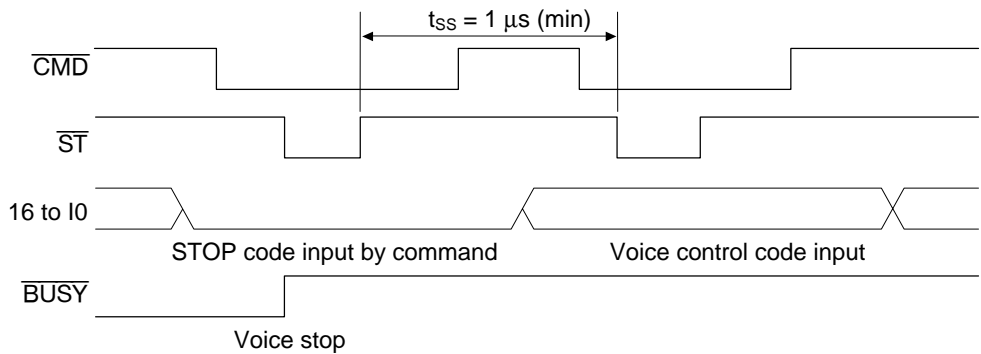 tSS = 1 μs (min)
CMD
ST
16 to I0
STOP code input by command
Voice control code input
BUSY
Voice stop